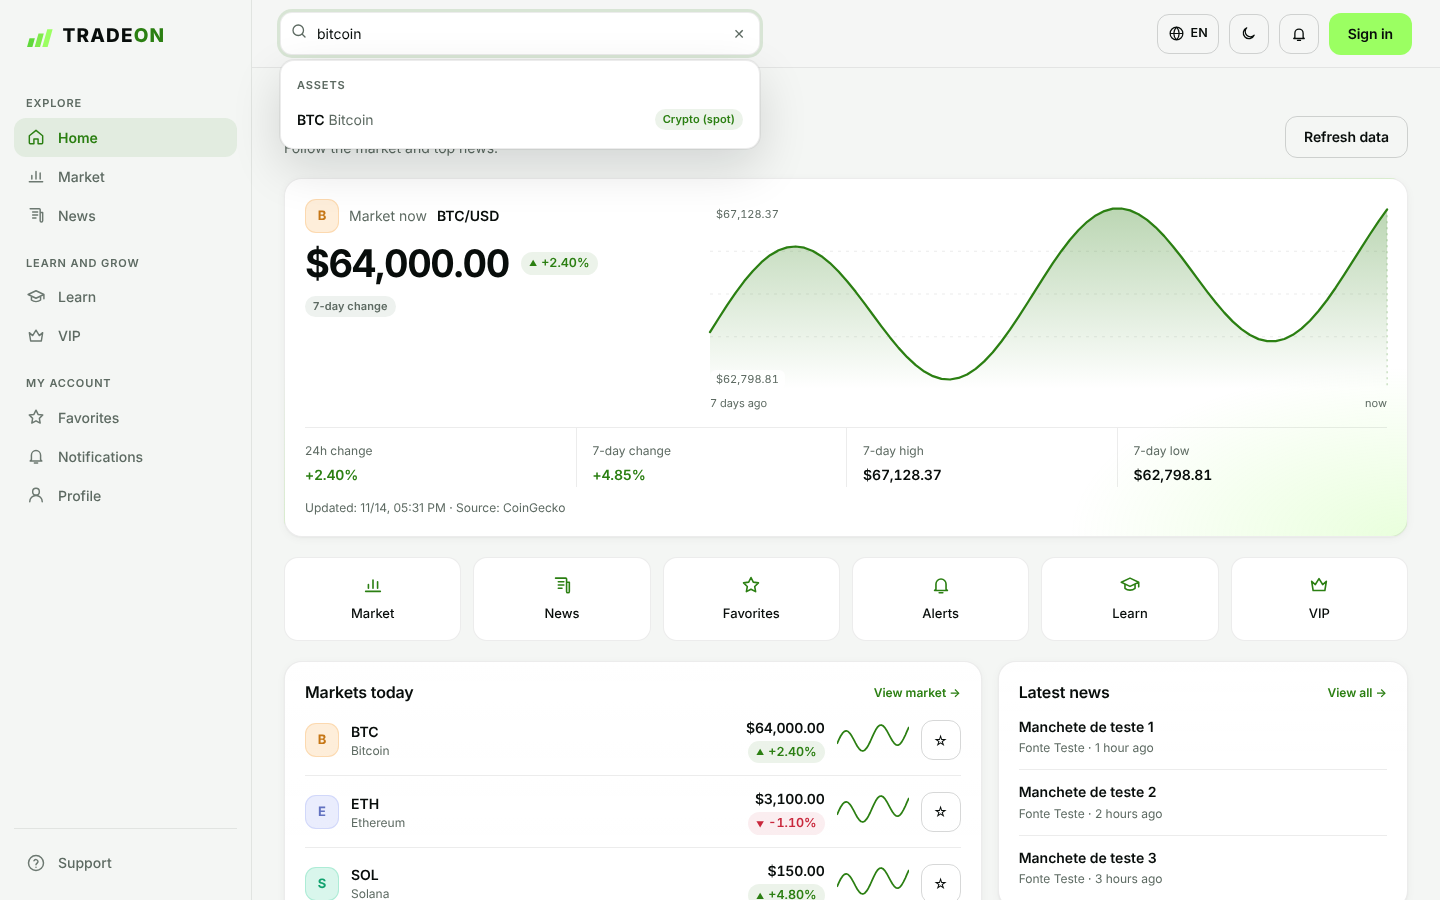 TRADEON
bitcoin
EN
Sign in
ASSETS
BTC Bitcoin
Crypto (spot)
EXPLORE
Home
Market
News
LEARN AND GROW
Learn
VIP
MY ACCOUNT
Favorites
Notifications
Profile
Support
Follow the market and top news.
Refresh data
B
Market now BTC/USD
$64,000.00
+2.40%
7-day change
$67,128.37
$62,798.81
7 days ago
now
24h change
+2.40%
7-day change
+4.85%
7-day high
$67,128.37
7-day low
$62,798.81
Updated: 11/14, 05:31 PM · Source: CoinGecko
Market
News
Favorites
Alerts
Learn
VIP
Markets today
View market →
B
BTC
Bitcoin
$64,000.00
+2.40%
E
ETH
Ethereum
$3,100.00
-1.10%
S
SOL
Solana
$150.00
+4.80%
Latest news
View all →
Manchete de teste 1
Fonte Teste · 1 hour ago
Manchete de teste 2
Fonte Teste · 2 hours ago
Manchete de teste 3
Fonte Teste · 3 hours ago